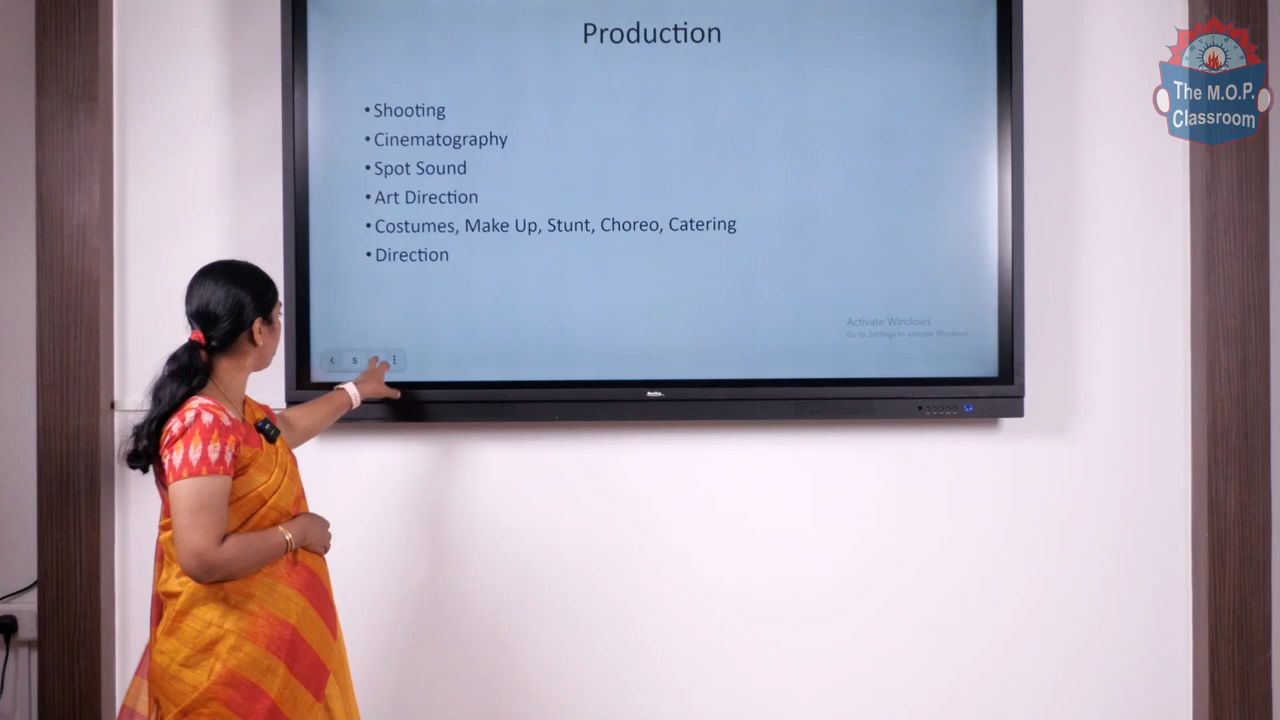 Production
• Shooting
• Cinematography
• Spot Sound
• Art Direction
• Costumes, Make Up, Stunt, Choreo, Catering
• Direction
Activate Windows
Go to Settings to activate Windows.
5
The M.O.P.
Classroom